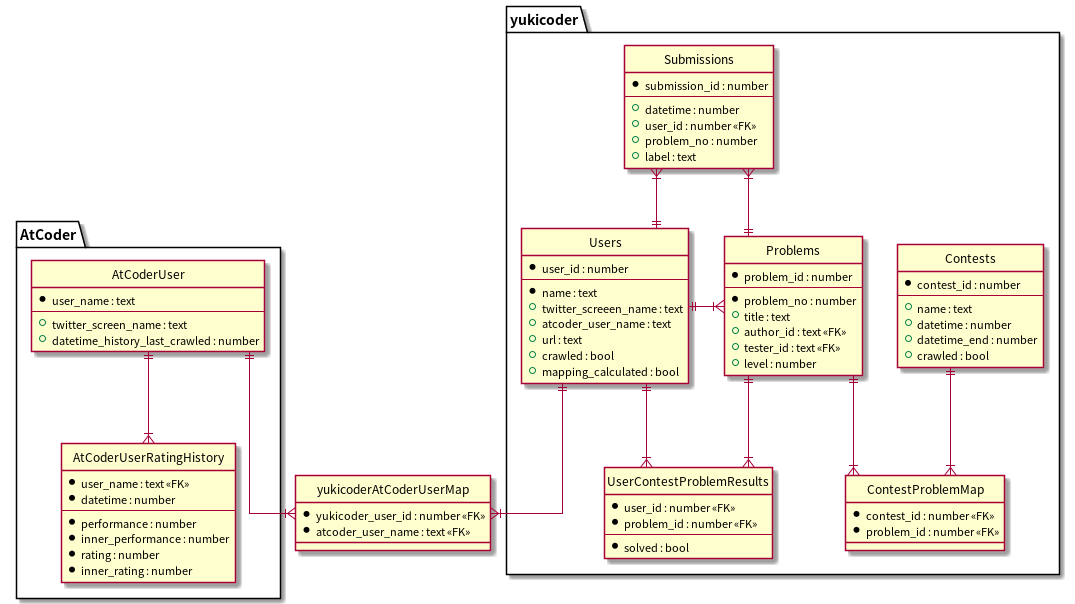 yukicoder
Submissions
submission_id : number
datetime : number
user_id : number «FK»
problem_no : number
label : text
Users
user_id : number
name : text
twitter_screeen_name : text
atcoder_user_name : text
url : text
crawled : bool
mapping_calculated : bool
Problems
problem_id : number
problem_no : number
title : text
author_id : text «FK»
tester_id : text «FK»
level : number
Contests
contest_id : number
name : text
datetime : number
datetime_end : number
crawled : bool
AtCoder
AtCoderUser
user_name : text
twitter_screen_name : text
datetime_history_last_crawled : number
AtCoderUserRatingHistory
user_name : text «FK»
datetime : number
performance : number
inner_performance : number
rating : number
inner_rating : number
yukicoderAtCoderUserMap
yukicoder_user_id : number «FK»
atcoder_user_name : text «FK»
UserContestProblemResults
user_id : number «FK»
problem_id : number «FK»
solved : bool
ContestProblemMap
contest_id : number «FK»
problem_id : number «FK»